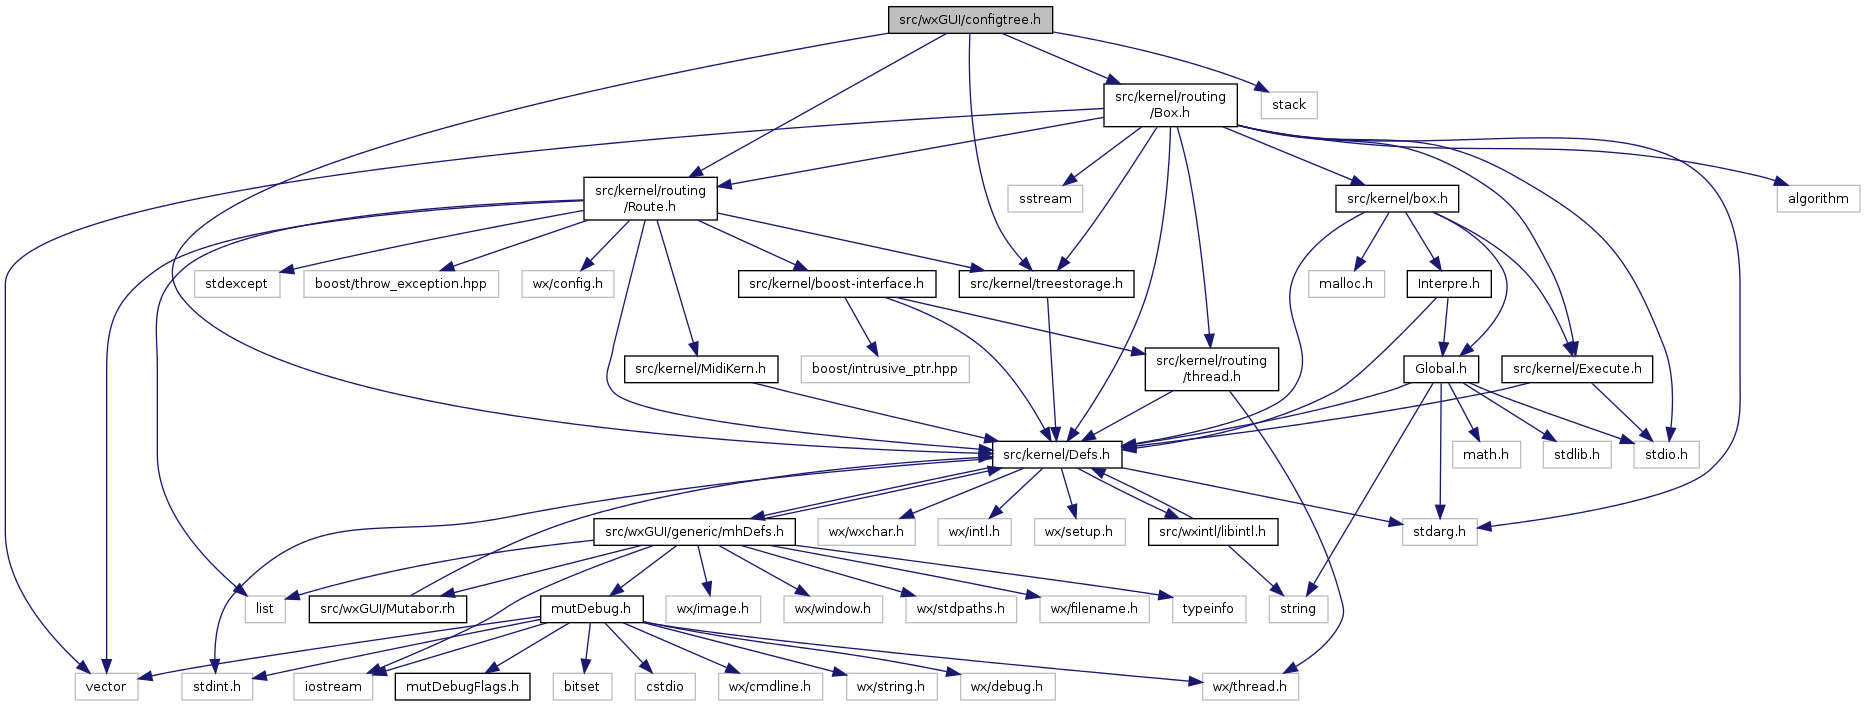 src/wxGUI/configtree.h
src/kernel/routing
/Box.h
stack
src/kernel/routing
/Route.h
sstream
src/kernel/box.h
algorithm
stdexcept
boost/throw_exception.hpp
wx/config.h
src/kernel/boost-interface.h
src/kernel/treestorage.h
malloc.h
Interpre.h
src/kernel/MidiKern.h
boost/intrusive_ptr.hpp
src/kernel/routing
/thread.h
Global.h
src/kernel/Execute.h
src/kernel/Defs.h
math.h
stdlib.h
stdio.h
src/wxGUI/generic/mhDefs.h
wx/wxchar.h
wx/intl.h
wx/setup.h
src/wxintl/libintl.h
stdarg.h
list
src/wxGUI/Mutabor.rh
mutDebug.h
wx/image.h
wx/window.h
wx/stdpaths.h
wx/filename.h
typeinfo
string
vector
stdint.h
iostream
mutDebugFlags.h
bitset
cstdio
wx/cmdline.h
wx/string.h
wx/debug.h
wx/thread.h